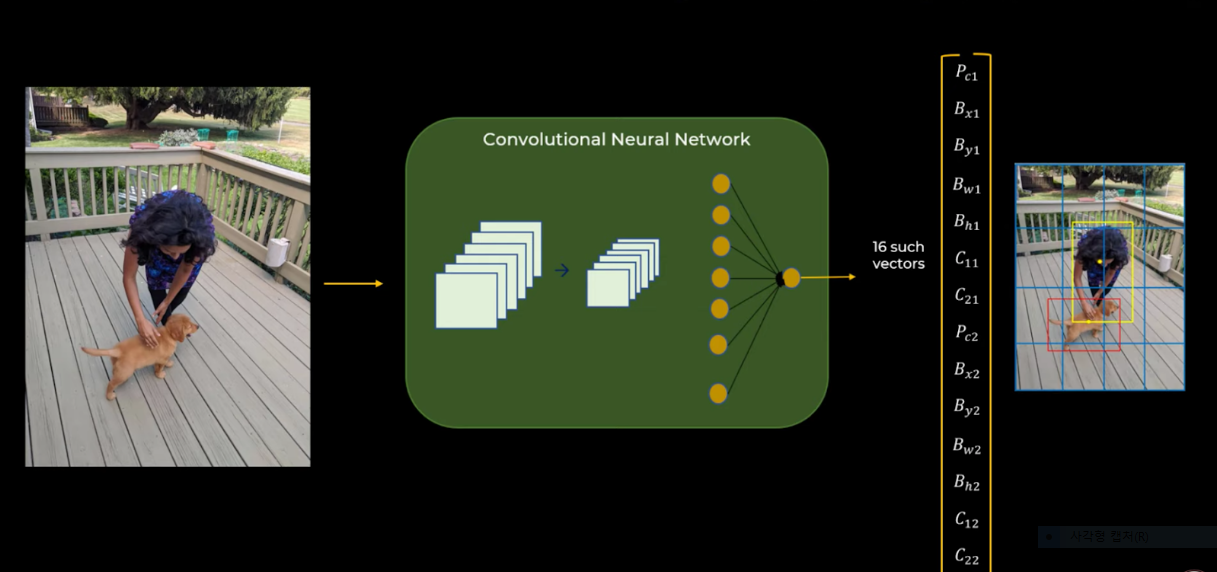 Convolutional Neural Network
16 such
vectors
P_{c1}
B_{x1}
B_{y1}
B_{w1}
B_{h1}
C_{11}
C_{21}
P_{c2}
B_{x2}
B_{y2}
B_{w2}
B_{h2}
C_{12}
C_{22}
사각형 캡처(R)